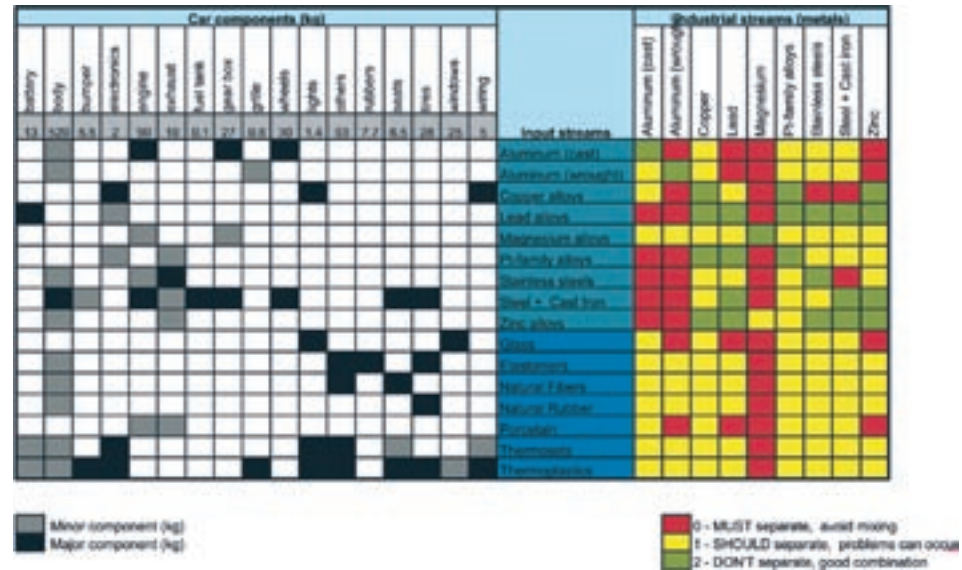 Car components (kg)
Industrial streams (metals)
battery
body
bumper
electronics
engine
exhaust
fuel tank
gear box
grille
wheels
lights
others
rubbers
seats
tires
windows
wiring
Input streams
Aluminum (cast)
Aluminum (wrought)
Copper
Lead
Magnesium
Pt-family alloys
Stainless steels
Steel + Cast Iron
Zinc
13 520 5.5 2 90 10 0.1 27 30 1.4 7.7 6.5 28 25 5
Aluminum (cast)
Aluminum (wrought)
Copper alloys
Lead alloys
Magnesium alloys
Pt-family alloys
Stainless steels
Steel + Cast Iron
Zinc alloys
Glass
Elastomers
Natural Fibers
Natural Rubber
Porcelain
Thermosets
Thermoplastics
Minor component (kg)
Major component (kg)
0 - MUST separate, avoid mixing
1 - SHOULD separate, problems can occur
2 - DON'T separate, good combination